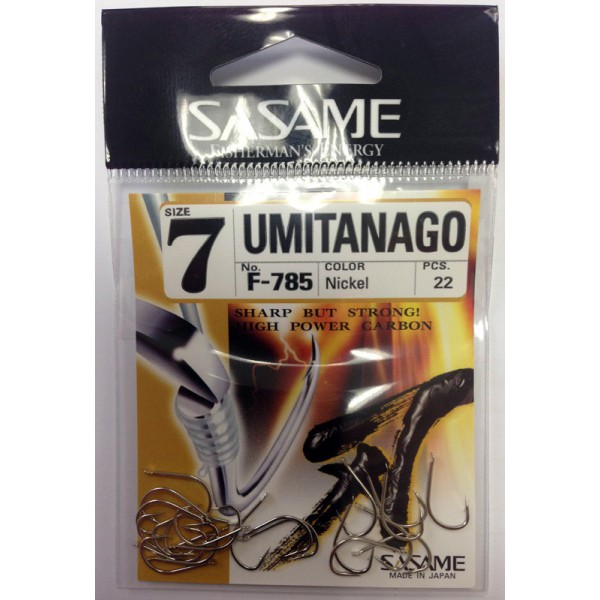 SASAME
FISHERMAN'S ENERGY
SIZE
7
UMITANAGO
No.
F-785
COLOR
Nickel
PCS.
22
SHARP BUT STRONG!
HIGH POWER CARBON
SASAME
MADE IN JAPAN